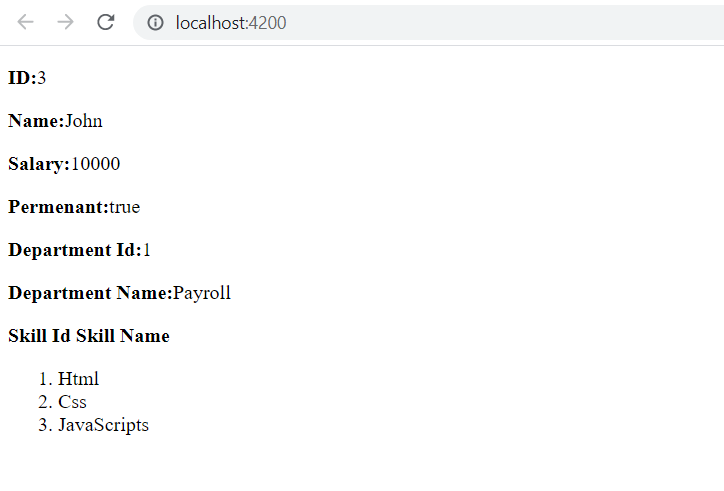 localhost:4200
ID:3
Name:John
Salary:10000
Permenant:true
Department Id:1
Department Name:Payroll
Skill Id Skill Name
1. Html
2. Css
3. JavaScripts